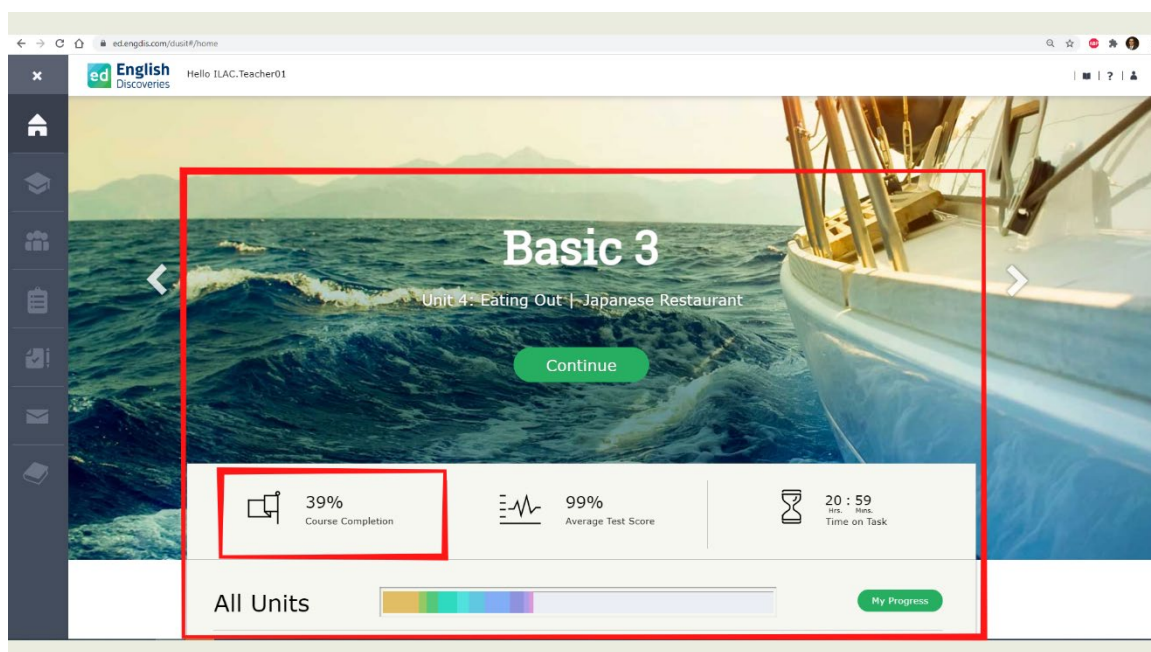 ed.engdis.com/dusit#/home
ed English Discoveries
Hello ILAC.Teacher01
?
Basic 3
Unit 4: Eating Out | Japanese Restaurant
Continue
39%
Course Completion
99%
Average Test Score
20 : 59
Hrs. Mins.
Time on Task
All Units
My Progress